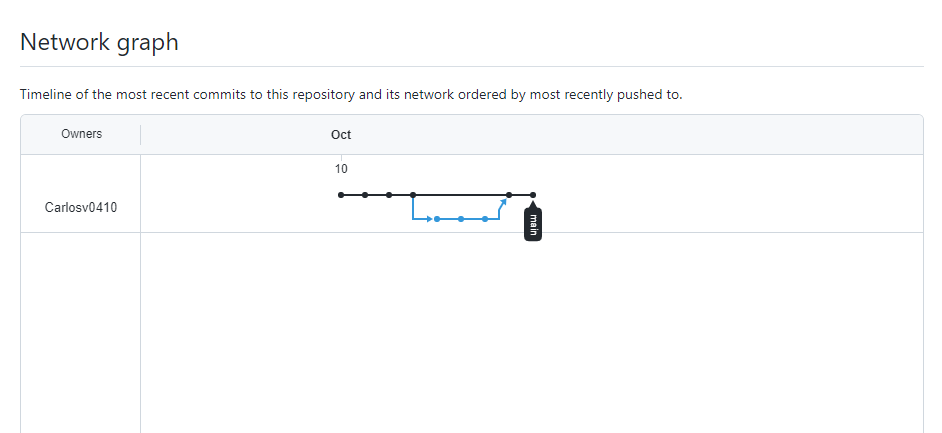 Network graph
Timeline of the most recent commits to this repository and its network ordered by most recently pushed to.
Owners
Oct
10
Carlosv0410
main